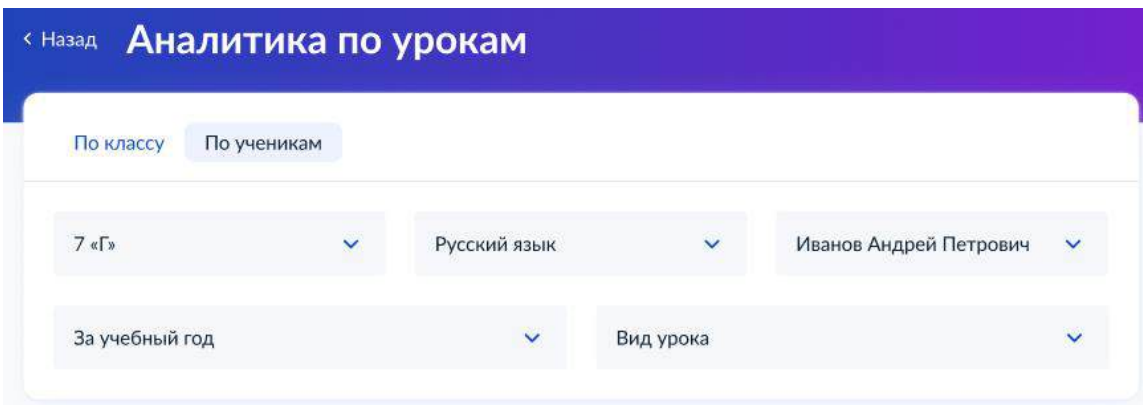 Назад Аналитика по урокам
По классу По ученикам
7 «Г» Русский язык Иванов Андрей Петрович
За учебный год Вид урока